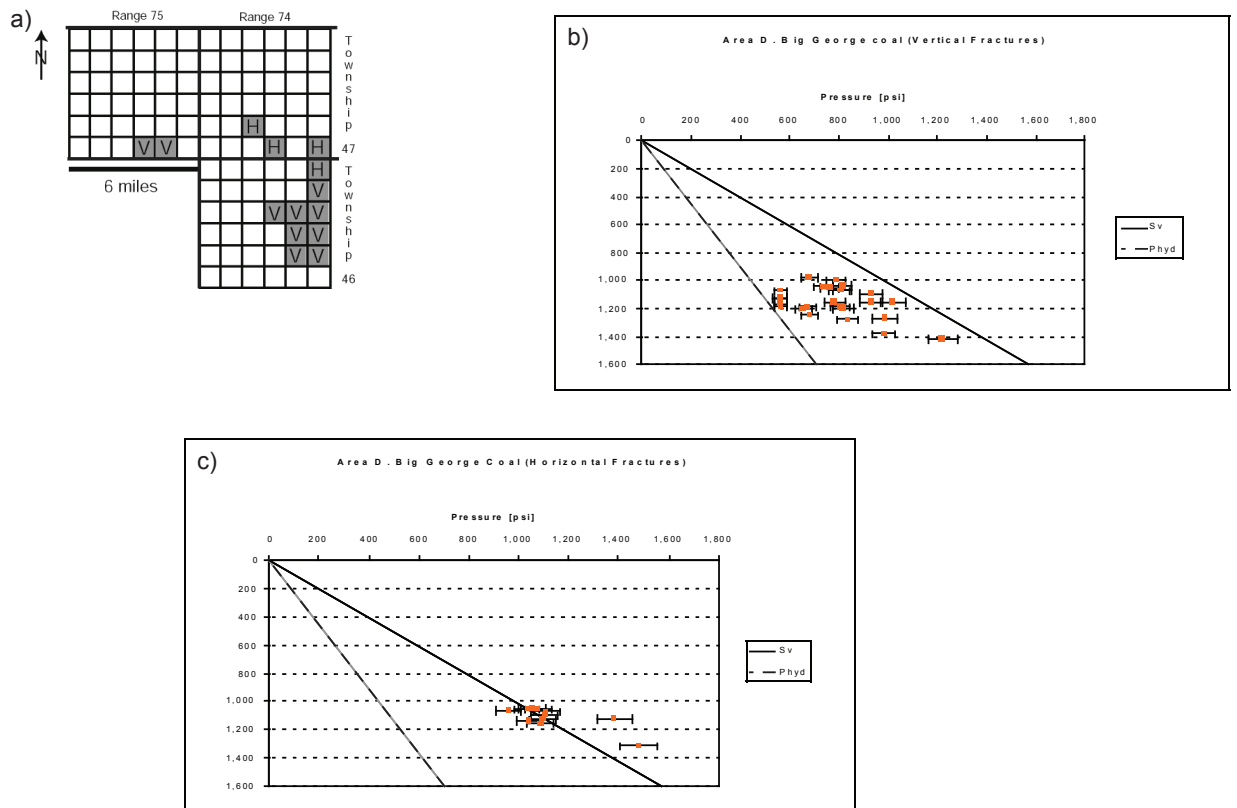 a)
Range 75 Range 74
N
Township
47
Township
46
H
V V H H
H
V
V V V
V V
V V
6 miles
b)
Area D. Big George coal (Vertical Fractures)
Pressure [psi]
0 200 400 600 800 1,000 1,200 1,400 1,600 1,800
0
200
400
600
800
1,000
1,200
1,400
1,600
Sv
Phyd
c)
Area D. Big George Coal (Horizontal Fractures)
Pressure [psi]
0 200 400 600 800 1,000 1,200 1,400 1,600 1,800
0
200
400
600
800
1,000
1,200
1,400
1,600
Sv
Phyd